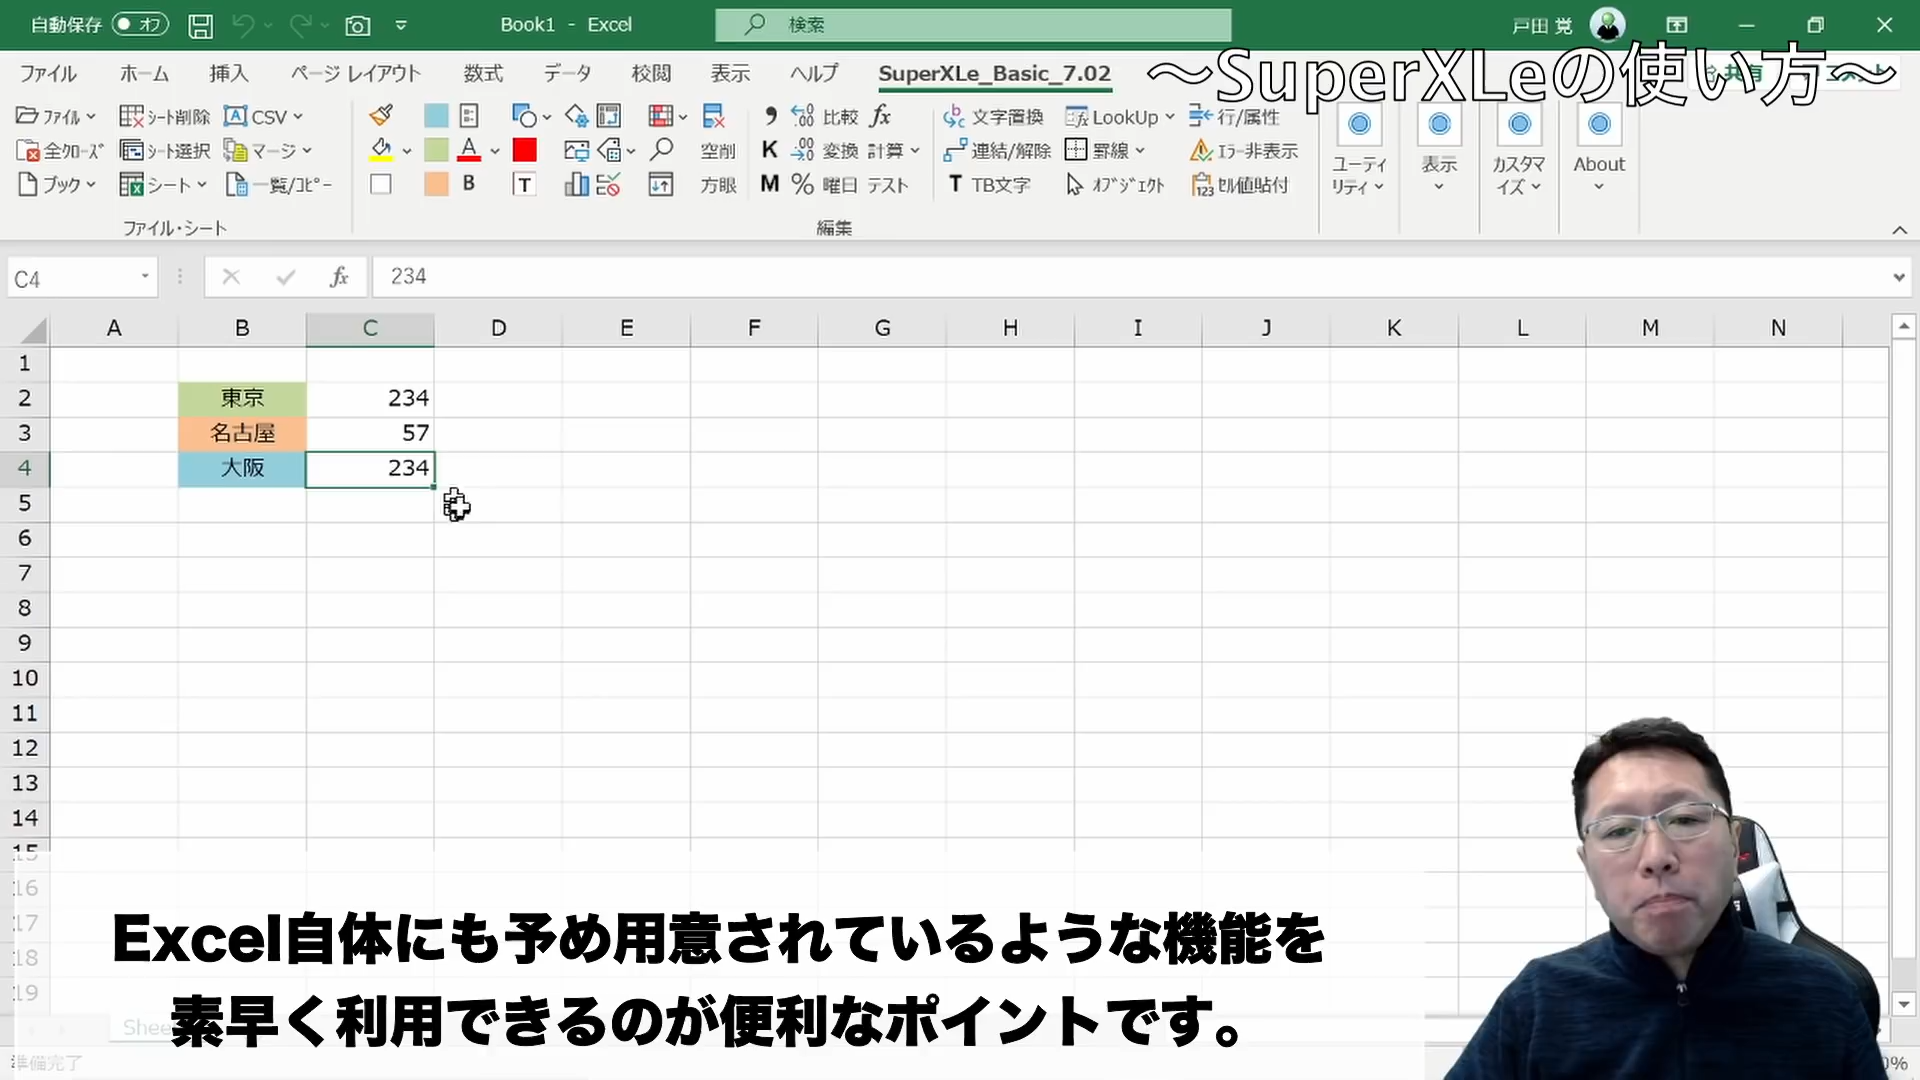 自動保存 オフ Book1 - Excel 検索 戸田 覚
ファイル ホーム 挿入 ページ レイアウト 数式 データ 校閲 表示 ヘルプ SuperXLe_Basic_7.02
～SuperXLeの使い方～
ファイル シート削除 CSV 比較 fx 文字置換 LookUp 行/属性
全クローズ シート選択 マージ 空削 K 変換 計算 連結/解除 罫線 エラー非表示
ブック シート 一覧/コピー B T 方眼 M % 曜日 テスト T TB文字 オブジェクト セル値貼付
ユーティリティ 表示 カスタマイズ About
ファイル・シート 編集
C4 fx 234
A B C D E F G H I J K L M N
1
2 東京 234
3 名古屋 57
4 大阪 234
5
6
7
8
9
10
11
12
13
14
15
16
17
18
19
Excel自体にも予め用意されているような機能を
素早く利用できるのが便利なポイントです。
準備完了